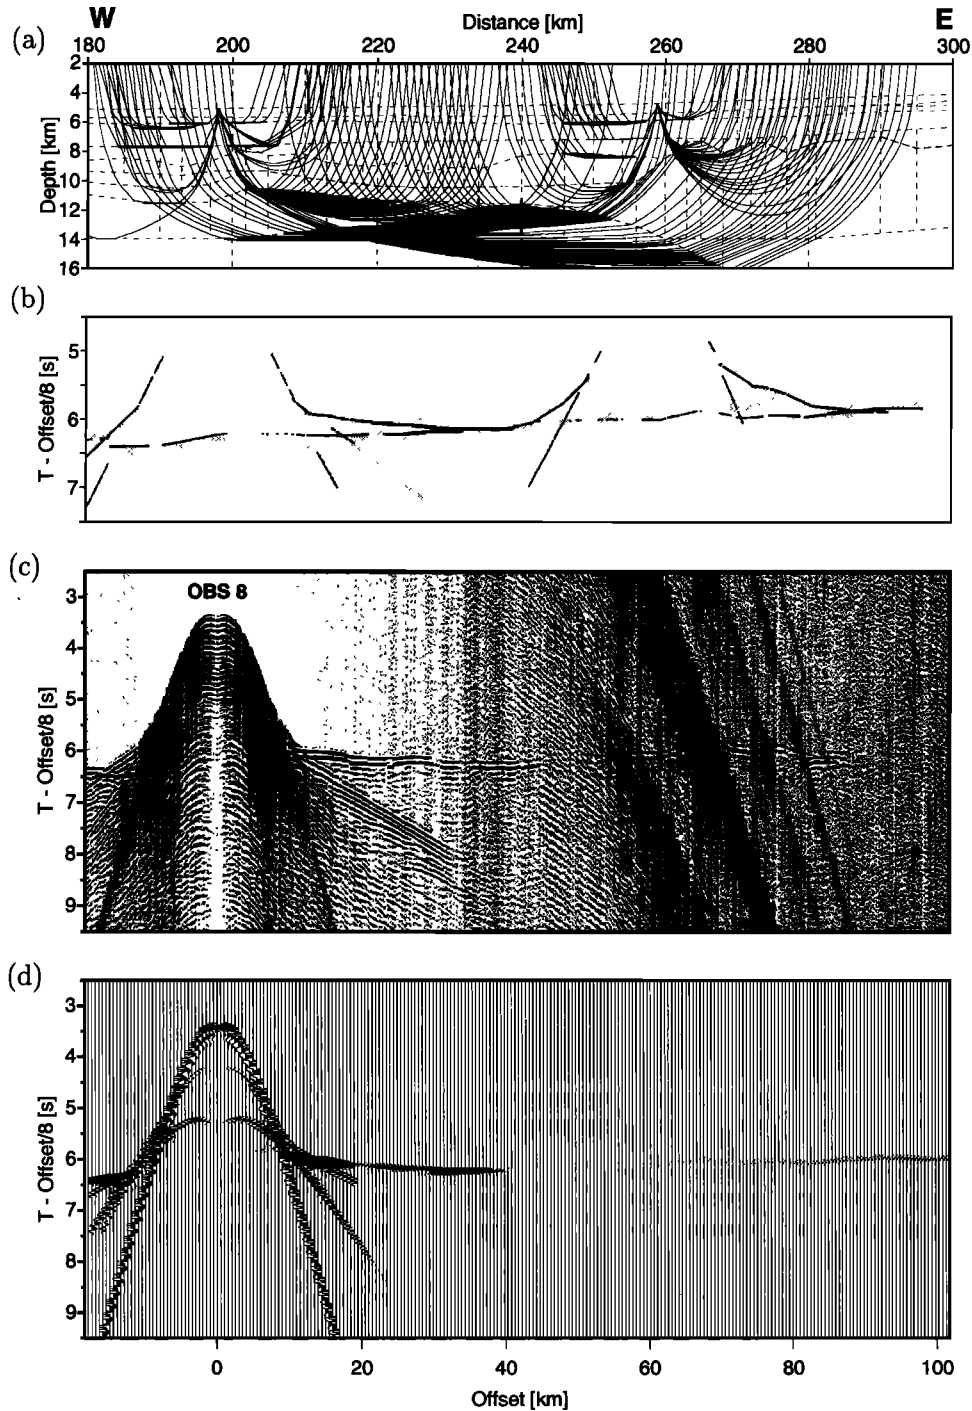 W
Distance [km]
E
(a)
180 200 220 240 260 280 300
2
4
6
8
10
12
14
16
Depth [km]
(b)
5
6
7
T - Offset/8 [s]
(c)
OBS 8
3
4
5
6
7
8
9
T - Offset/8 [s]
(d)
3
4
5
6
7
8
9
T - Offset/8 [s]
0 20 40 60 80 100
Offset [km]